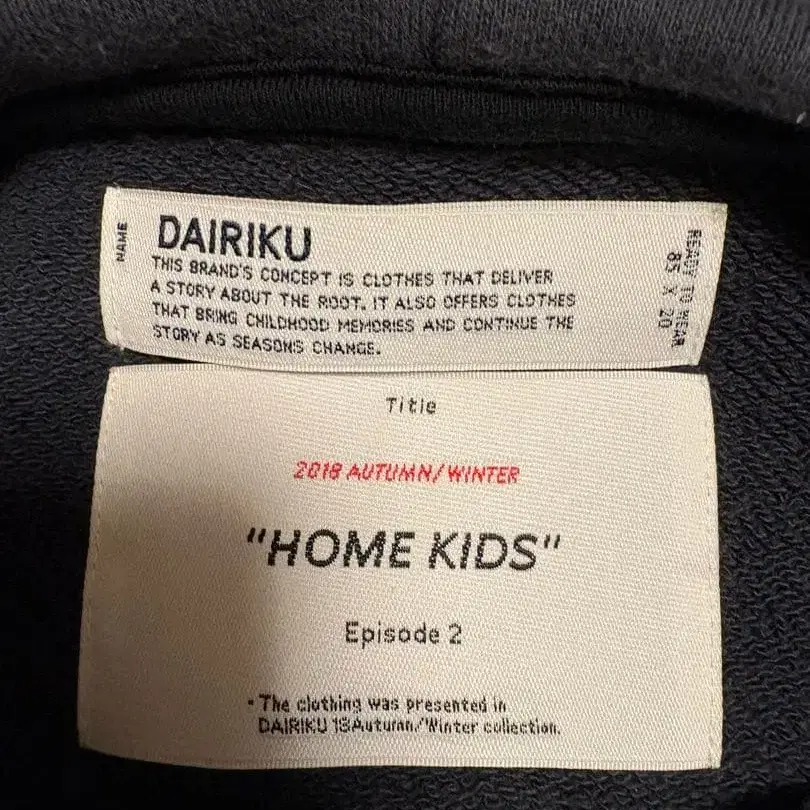 NAME
DAIRIKU
THIS BRAND'S CONCEPT IS CLOTHES THAT DELIVER
A STORY ABOUT THE ROOT. IT ALSO OFFERS CLOTHES
THAT BRING CHILDHOOD MEMORIES AND CONTINUE THE
STORY AS SEASONS CHANGE.
READY TO WEAR
85 X 20
Title
2018 AUTUMN/WINTER
"HOME KIDS"
Episode 2
・The clothing was presented in
DAIRIKU 18Autumn/Winter collection.